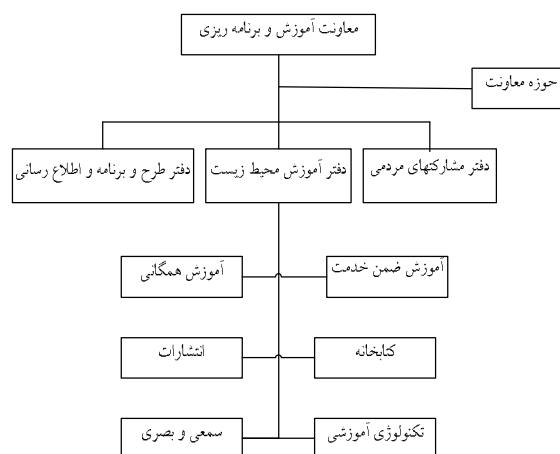 معاونت آموزش و برنامه ریزی
حوزه معاونت
دفتر مشارکتهای مردمی
دفتر آموزش محیط زیست
دفتر طرح و برنامه و اطلاع رسانی
آموزش ضمن خدمت
آموزش همگانی
کتابخانه
انتشارات
تکنولوژی آموزشی
سمعی و بصری